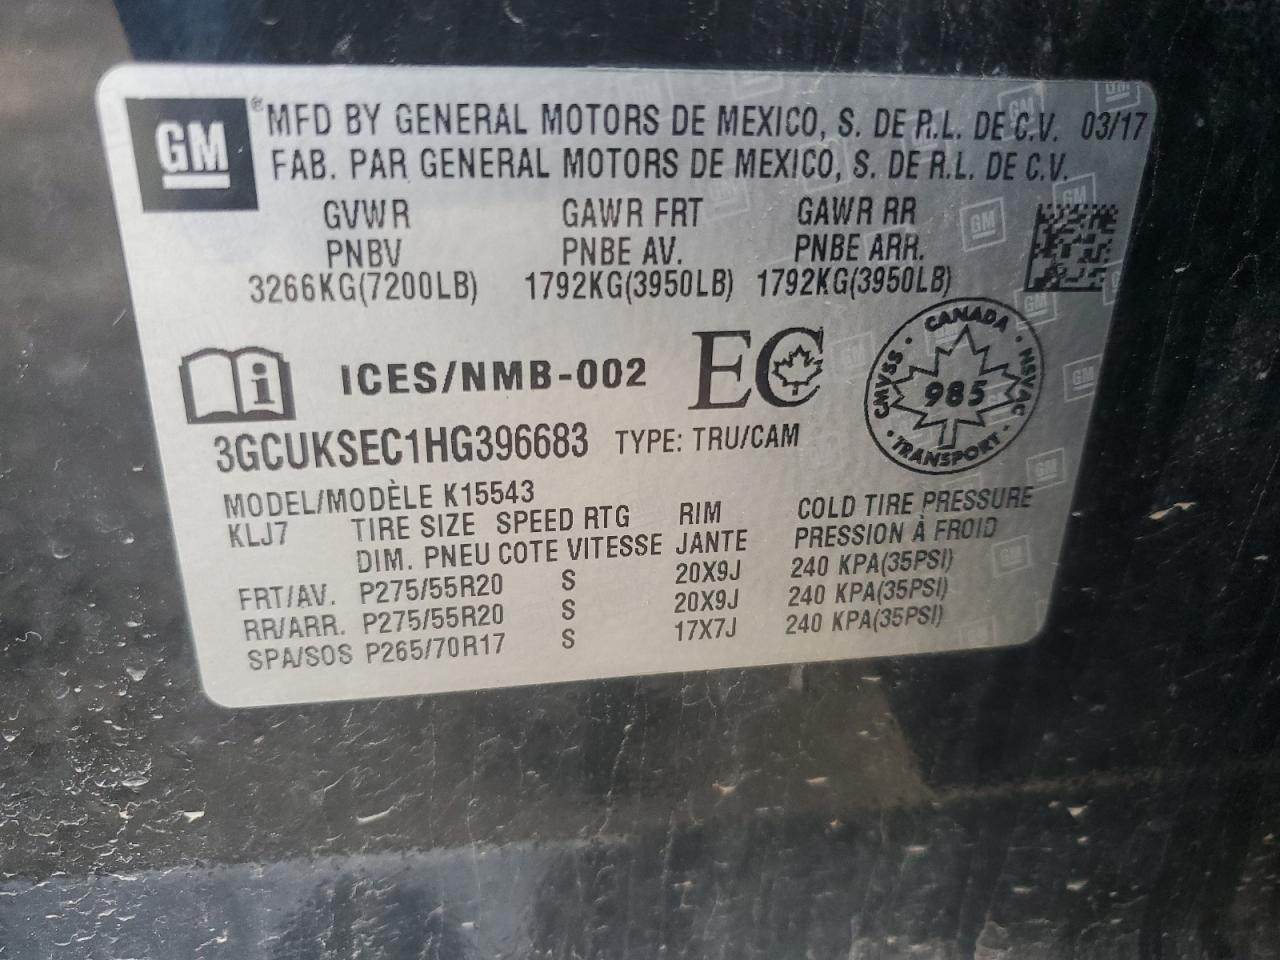 GM ® MFD BY GENERAL MOTORS DE MEXICO, S. DE R.L. DE C.V. 03/17
FAB. PAR GENERAL MOTORS DE MEXICO, S. DE R.L. DE C.V.
GVWR GAWR FRT GAWR RR
PNBV PNBE AV. PNBE ARR.
3266KG(7200LB) 1792KG(3950LB) 1792KG(3950LB)
i ICES/NMB-002 EC
CANADA
CMVSS 985 NSVAC
TRANSPORT
3GCUKSEC1HG396683 TYPE: TRU/CAM
MODEL/MODÈLE K15543
KLJ7 TIRE SIZE SPEED RTG RIM COLD TIRE PRESSURE
DIM. PNEU COTE VITESSE JANTE PRESSION À FROID
FRT/AV. P275/55R20 S 20X9J 240 KPA(35PSI)
RR/ARR. P275/55R20 S 20X9J 240 KPA(35PSI)
SPA/SOS P265/70R17 S 17X7J 240 KPA(35PSI)